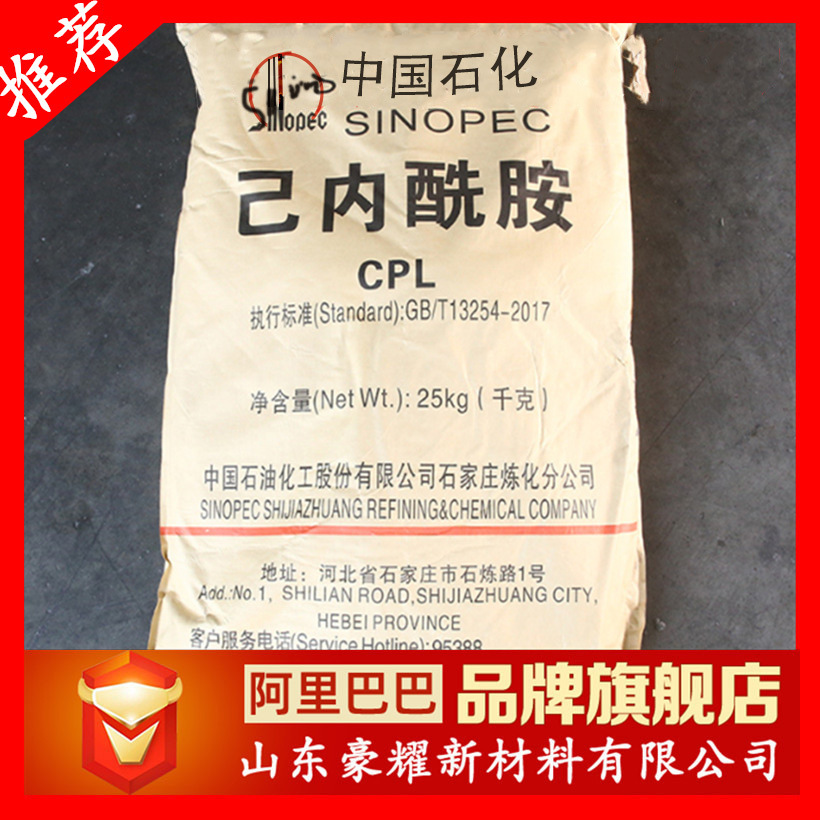 推荐
中国石化
Sinopec
SINOPEC
己内酰胺
CPL
执行标准(Standard):GB/T13254-2017
净含量(Net Wt.): 25kg (千克)
中国石油化工股份有限公司石家庄炼化分公司
SINOPEC SHIJIAZHUANG REFINING&CHEMICAL COMPANY
地址: 河北省石家庄市石炼路1号
Add.:No.1, SHILIAN ROAD,SHIJIAZHUANG CITY,
HEBEI PROVINCE
客户服务电话(Service Hotline):95388
阿里巴巴 品牌旗舰店
山东豪耀新材料有限公司